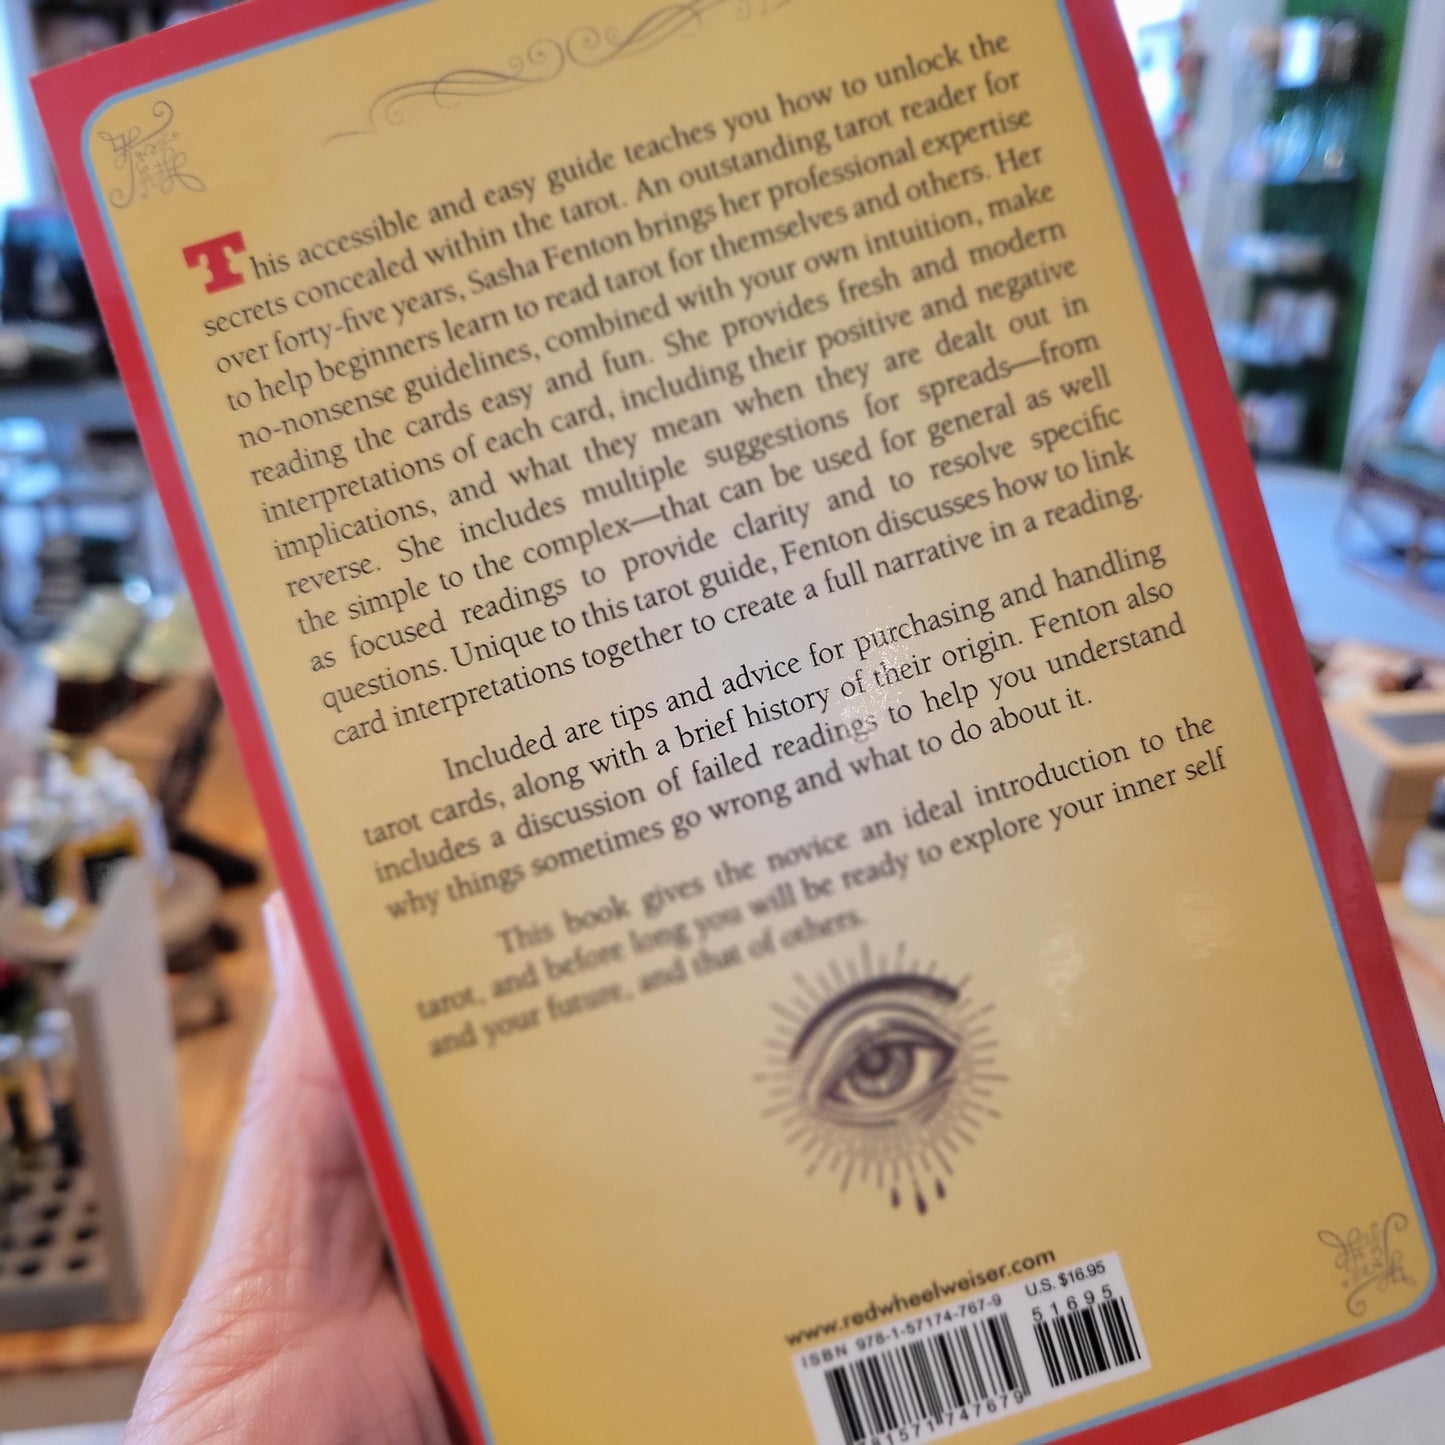 This accessible and easy guide teaches you how to unlock the
secrets concealed within the tarot. An outstanding tarot reader for
over forty-five years, Sasha Fenton brings her professional expertise
to help beginners learn to read tarot for themselves and others. Her
no-nonsense guidelines, combined with your own intuition, make
reading the cards easy and fun. She provides fresh and modern
interpretations of each card, including their positive and negative
implications, and what they mean when they are dealt out in
reverse. She includes multiple suggestions for spreads—from
the simple to the complex—that can be used for general as well
as focused readings to provide clarity and to resolve specific
questions. Unique to this tarot guide, Fenton discusses how to link
card interpretations together to create a full narrative in a reading.
Included are tips and advice for purchasing and handling
tarot cards, along with a brief history of their origin. Fenton also
includes a discussion of failed readings to help you understand
why things sometimes go wrong and what to do about it.
This book gives the novice an ideal introduction to the
tarot, and before long you will be ready to explore your inner self
and your future, and that of others.
www.redwheelweiser.com
ISBN 978-1-57174-767-9 U.S. $16.95
51695
781571747679